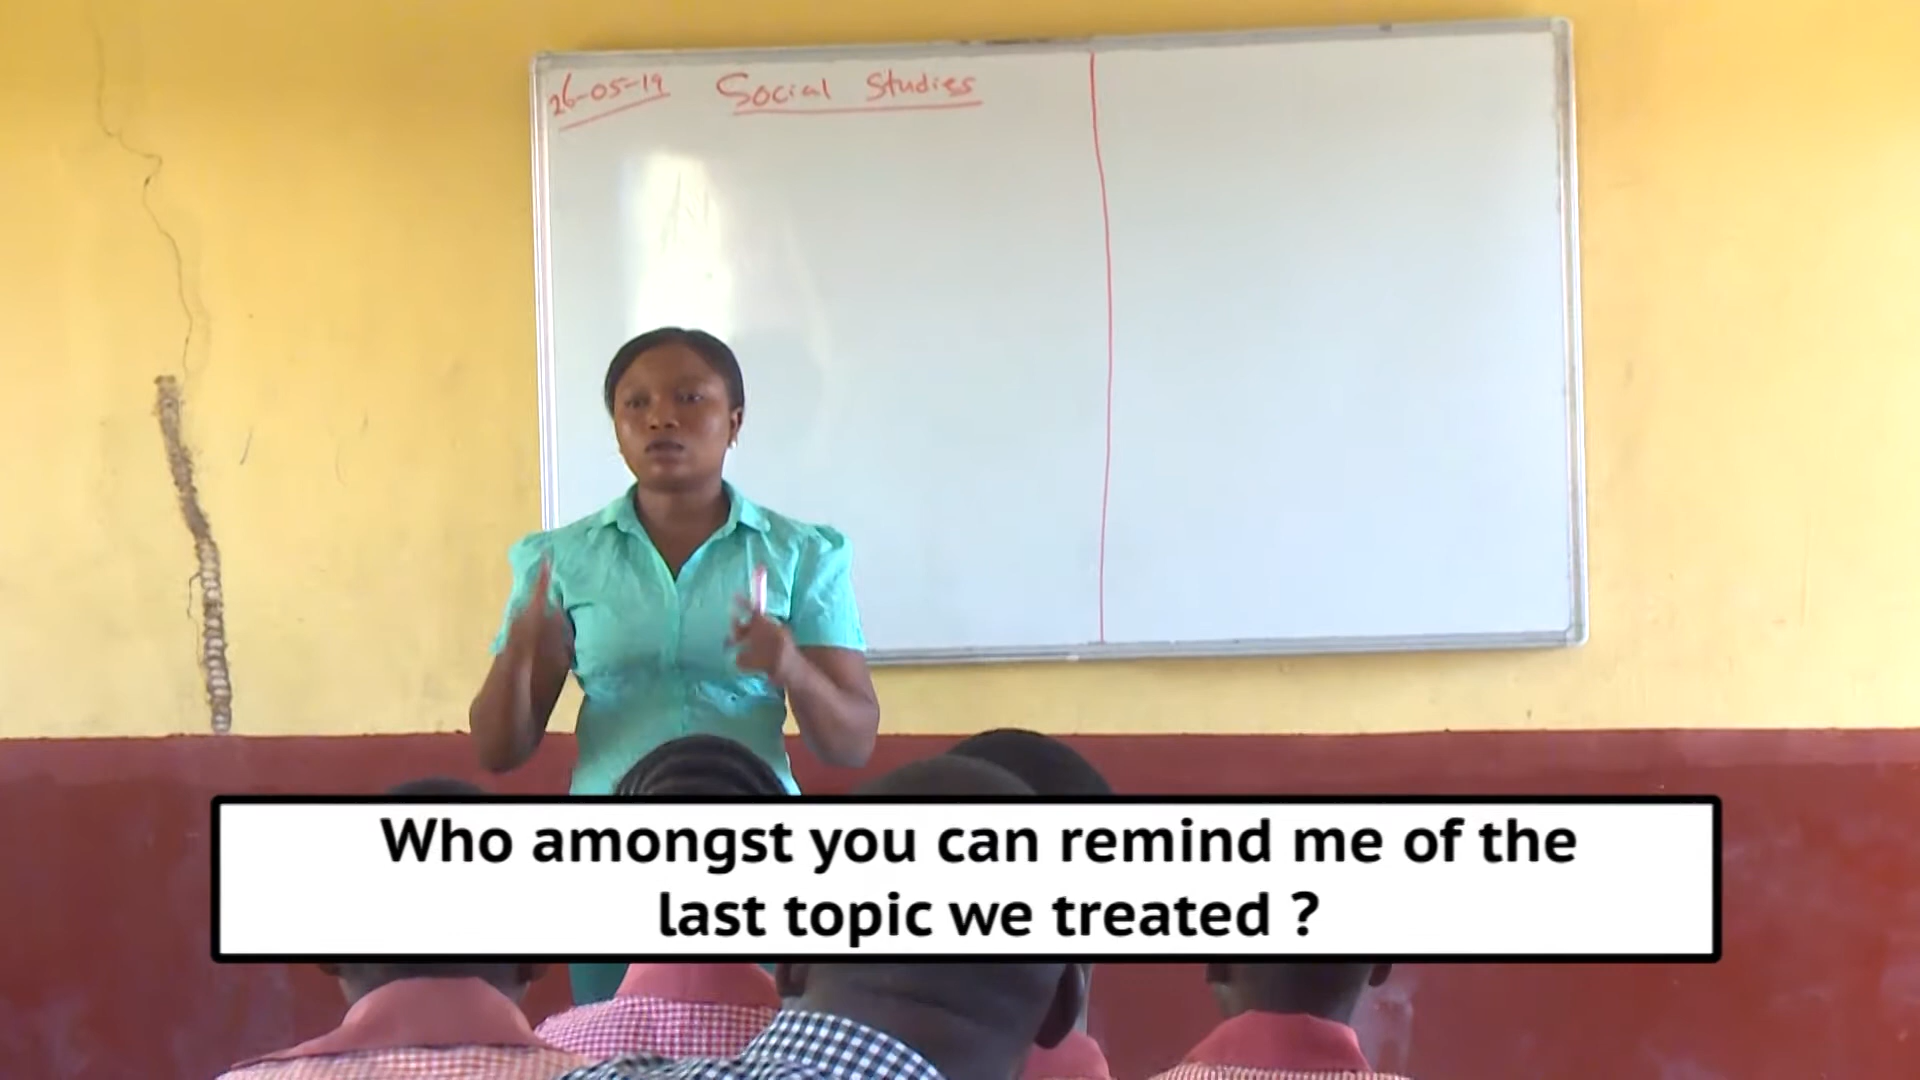 26-05-19 Social Studies
Who amongst you can remind me of the
last topic we treated ?